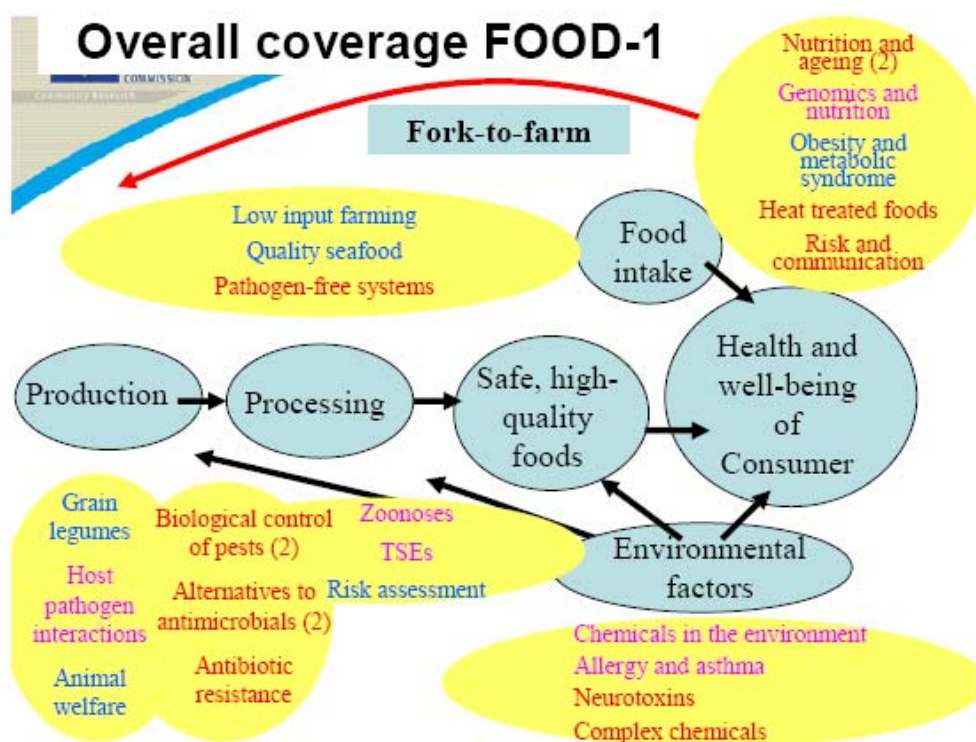 Overall coverage FOOD-1
COMMISSION
Community Research
Fork-to-farm
Nutrition and
ageing (2)
Genomics and
nutrition
Obesity and
metabolic
syndrome
Heat treated foods
Risk and
communication
Low input farming
Quality seafood
Pathogen-free systems
Food
intake
Production
Processing
Safe, high-
quality
foods
Health and
well-being
of
Consumer
Grain
legumes
Host
pathogen
interactions
Animal
welfare
Biological control
of pests (2)
Alternatives to
antimicrobials (2)
Antibiotic
resistance
Zoonoses
TSEs
Risk assessment
Environmental
factors
Chemicals in the environment
Allergy and asthma
Neurotoxins
Complex chemicals